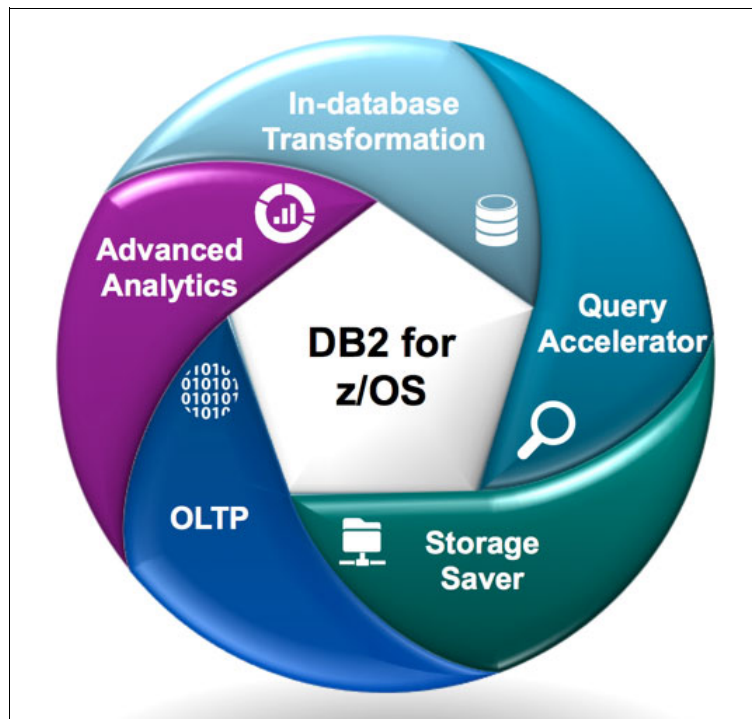 In-database
Transformation
Advanced
Analytics
Query
Accelerator
DB2 for
z/OS
OLTP
Storage
Saver